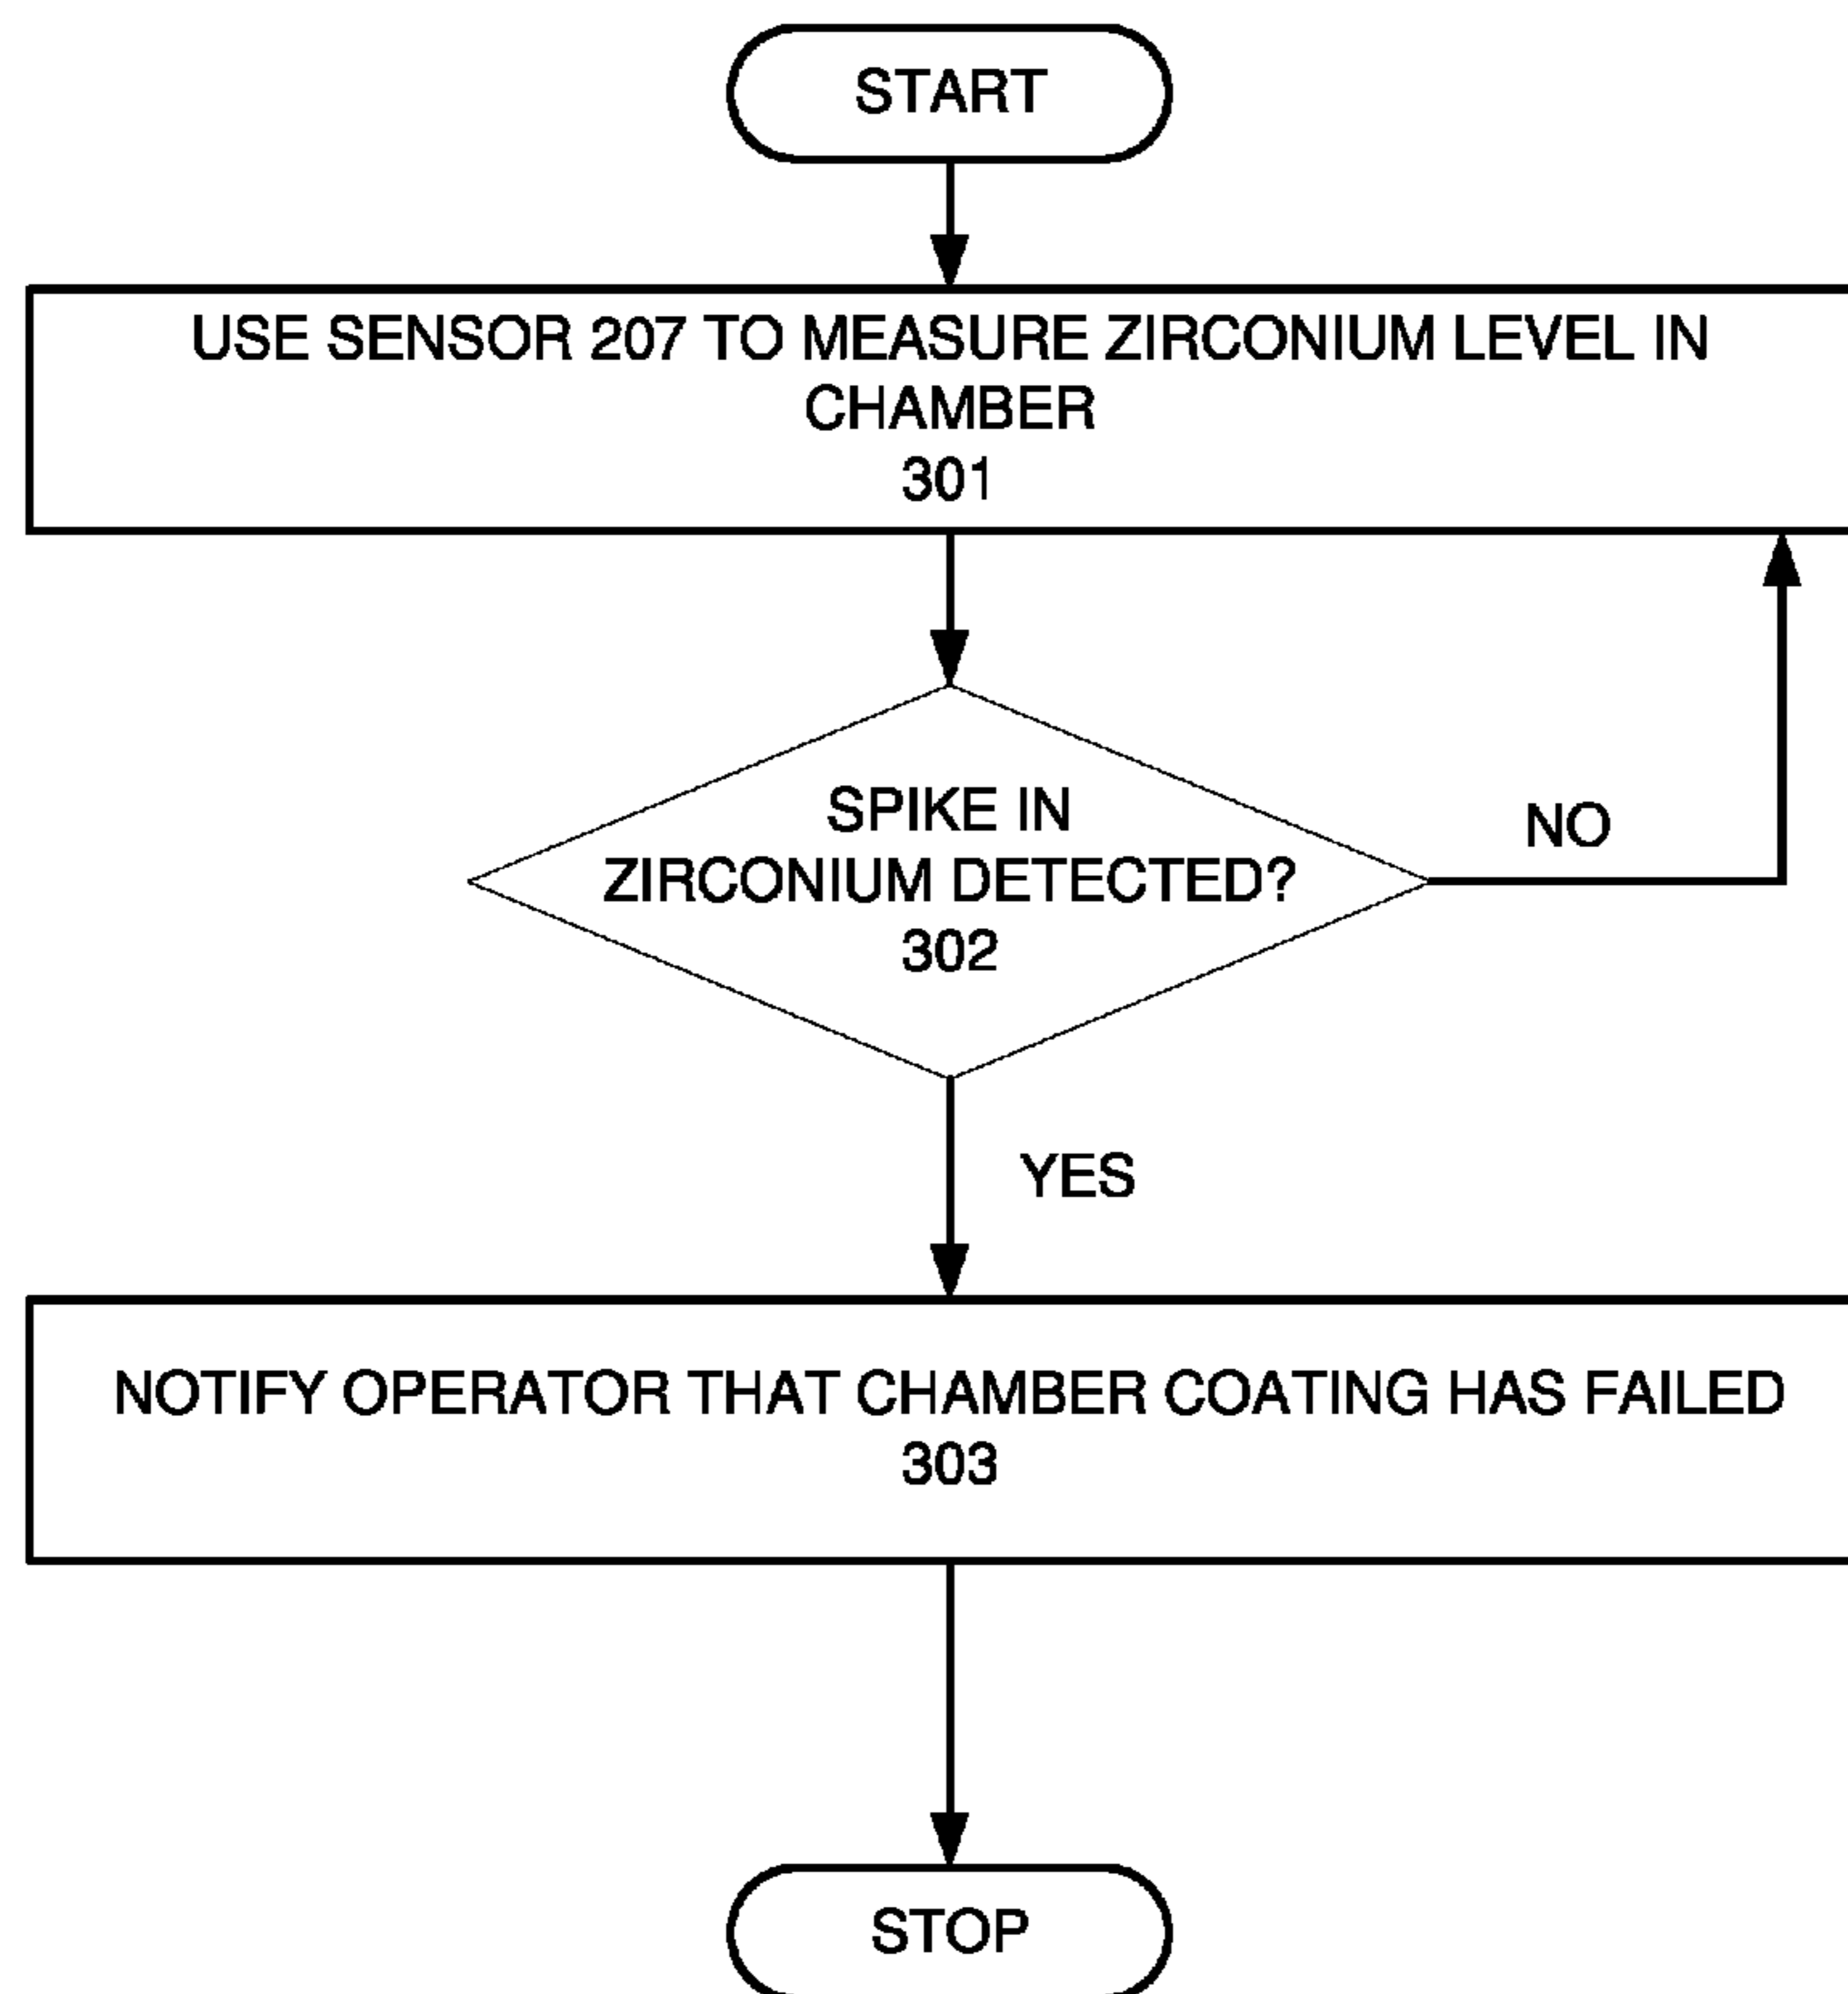 START
USE SENSOR 207 TO MEASURE ZIRCONIUM LEVEL IN
CHAMBER
301
SPIKE IN
ZIRCONIUM DETECTED?
302
NO
YES
NOTIFY OPERATOR THAT CHAMBER COATING HAS FAILED
303
STOP